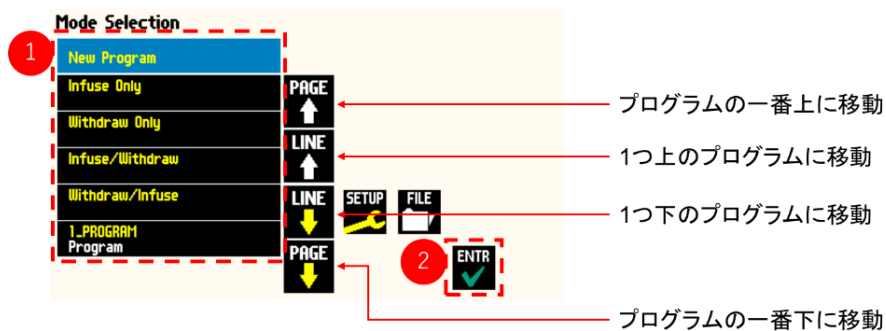 Mode Selection
1
New Program
Infuse Only
Withdraw Only
Infuse/Withdraw
Withdraw/Infuse
1_PROGRAM
Program
PAGE
LINE
LINE
PAGE
SETUP
FILE
2
ENTR
プログラムの一番上に移動
1つ上のプログラムに移動
1つ下のプログラムに移動
プログラムの一番下に移動